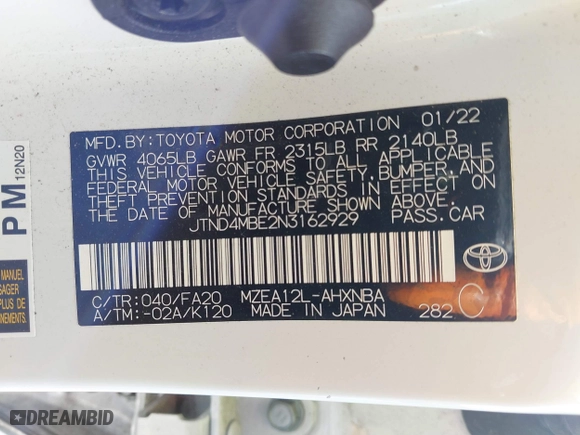 MFD. BY: TOYOTA MOTOR CORPORATION 01/22
GVWR 4065LB GAWR FR 2315LB RR 2140LB
THIS VEHICLE CONFORMS TO ALL APPLICABLE
FEDERAL MOTOR VEHICLE SAFETY, BUMPER, AND
THEFT PREVENTION STANDARDS IN EFFECT ON
THE DATE OF MANUFACTURE SHOWN ABOVE.
JTND4MBE2N3162929 PASS.CAR
C/TR:040/FA20 MZEA12L-AHXNBA
A/TM:-02A/K120 MADE IN JAPAN 282 C
PM 12N20
MANUEL
SAGER
PLUS DE
NEMENTS.
DREAMBID